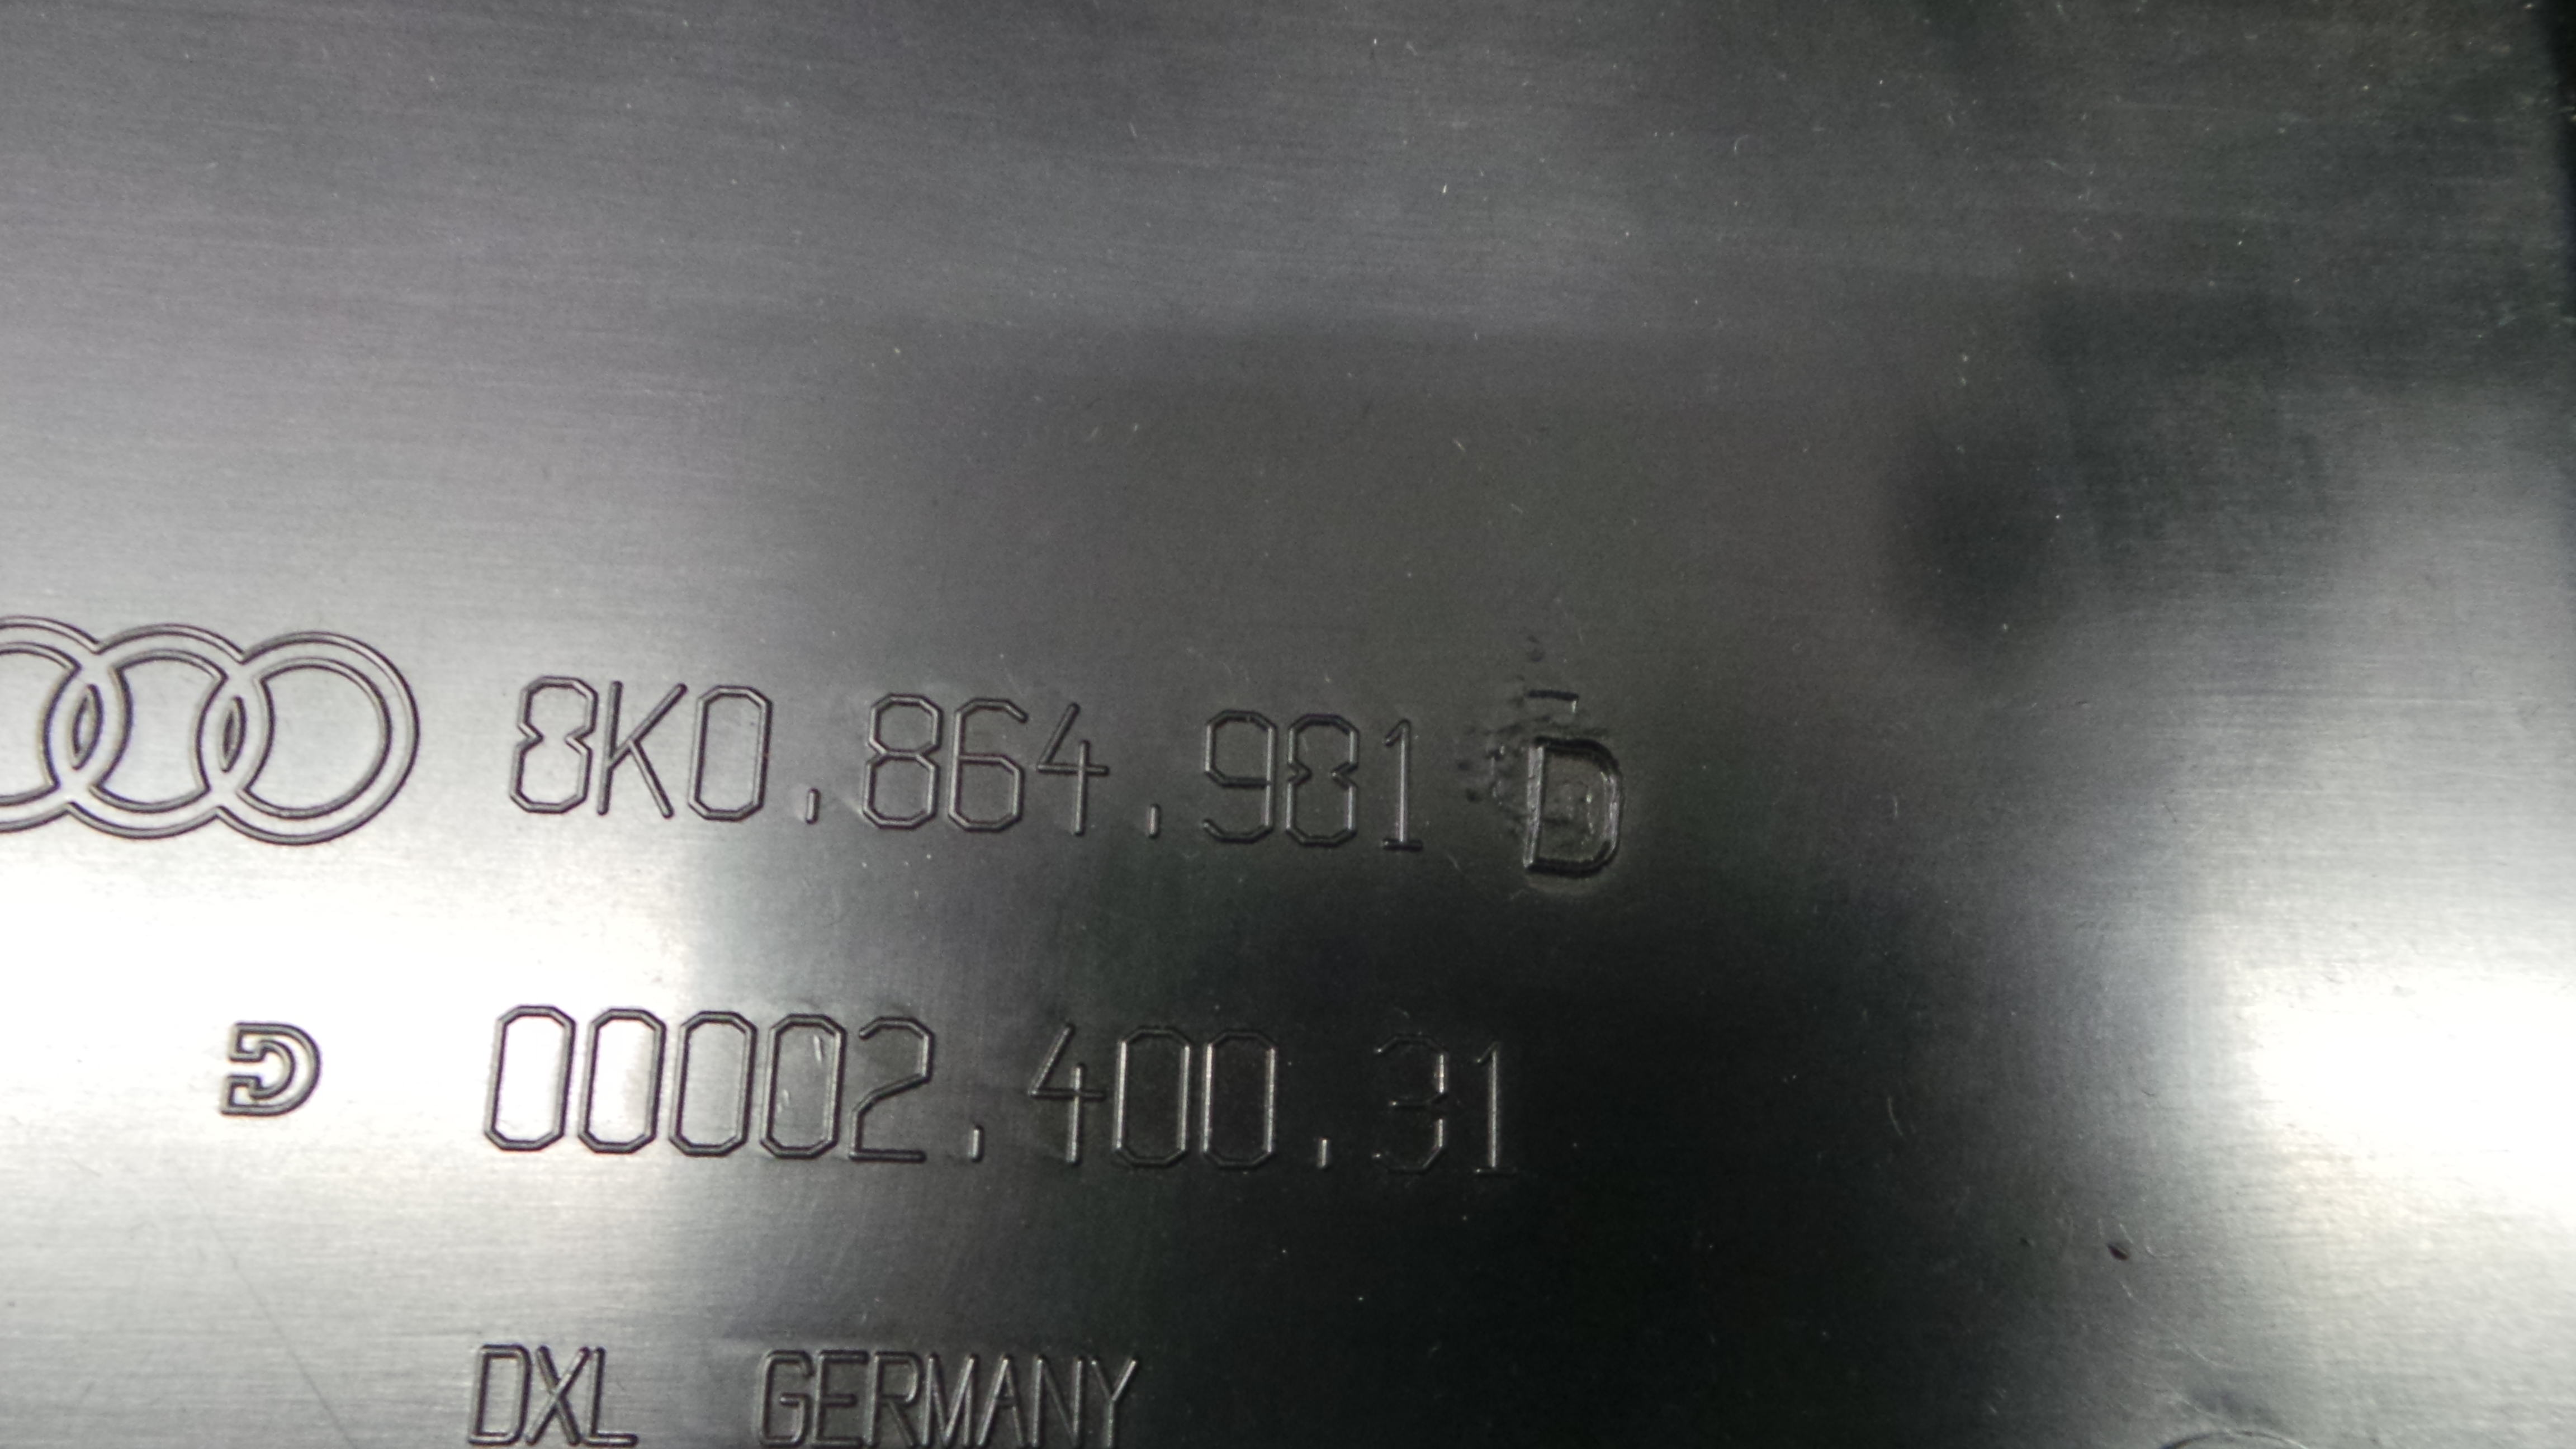 8K0.864.981 D
00002.400.31
DXL GERMANY